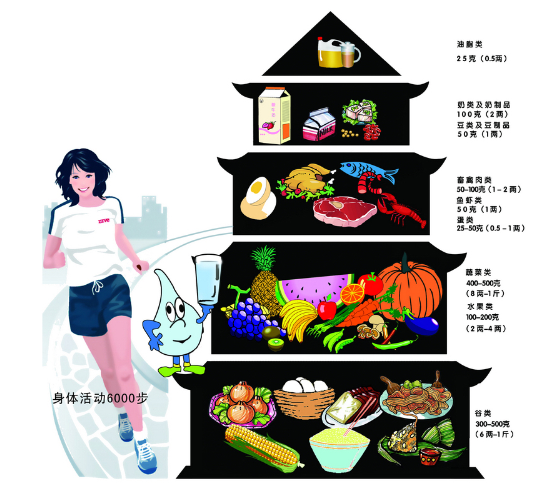 油脂类
25克（0.5两）
奶类及奶制品
100克（2两）
豆类及豆制品
50克（1两）
畜禽肉类
50-100克（1－2两）
鱼虾类
50克（1两）
蛋类
25-50克（0.5－1两）
蔬菜类
400-500克
（8两-1斤）
水果类
100-200克
（2两-4两）
身体活动6000步
谷类
300-500克
（6两-1斤）